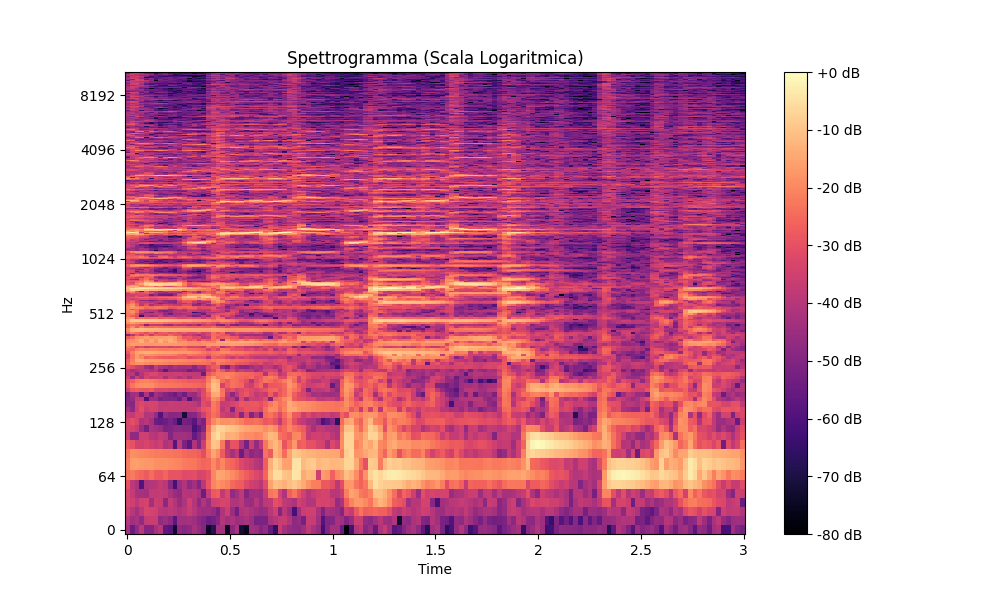 Spettrogramma (Scala Logaritmica)
Hz
8192
4096
2048
1024
512
256
128
64
0
0
0.5
1
1.5
2
2.5
3
Time
+0 dB
-10 dB
-20 dB
-30 dB
-40 dB
-50 dB
-60 dB
-70 dB
-80 dB